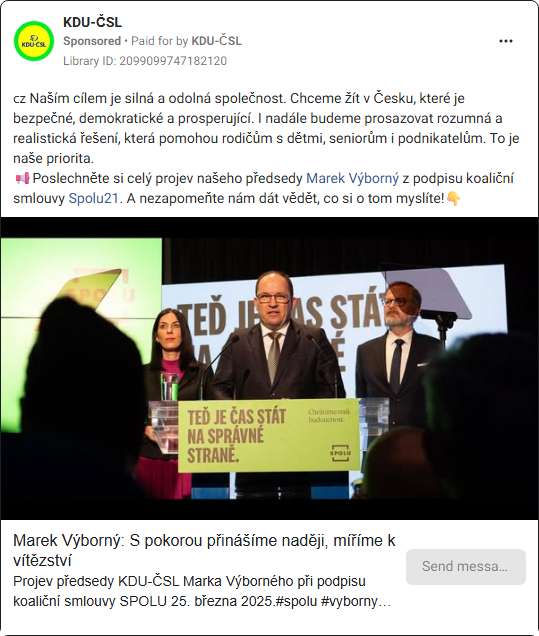 KDU-ČSL
KDU-ČSL
Sponsored • Paid for by KDU-ČSL
Library ID: 2099099747182120
cz Naším cílem je silná a odolná společnost. Chceme žít v Česku, které je
bezpečné, demokratické a prosperující. I nadále budeme prosazovat rozumná a
realistická řešení, která pomohou rodičům s dětmi, seniorům i podnikatelům. To je
naše priorita.
📢Poslechněte si celý projev našeho předsedy Marek Výborný z podpisu koaliční
smlouvy Spolu21. A nezapomeňte nám dát vědět, co si o tom myslíte!👇
SPOLU
TEĎ JE ČAS STÁT
NA
TEĎ JE ČAS STÁT
NA SPRÁVNÉ
STRANĚ.
budoucnost.
SPOLU
Marek Výborný: S pokorou přinášíme naději, míříme k
vítězství
Projev předsedy KDU-ČSL Marka Výborného při podpisu
koaliční smlouvy SPOLU 25. března 2025.#spolu #vyborny…
Send messa…